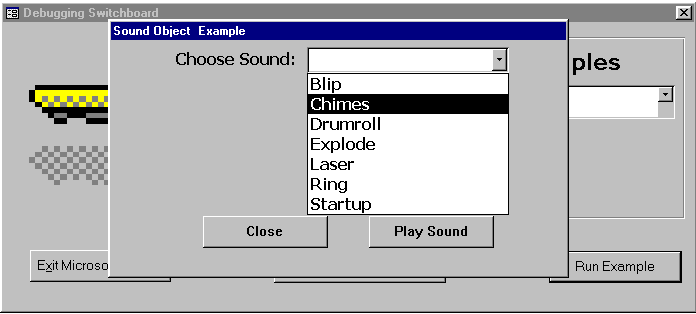 Debugging Switchboard
Sound Object Example
Choose Sound:
ples
Blip
Chimes
Drumroll
Explode
Laser
Ring
Startup
Close
Play Sound
Exit Microso
Run Example